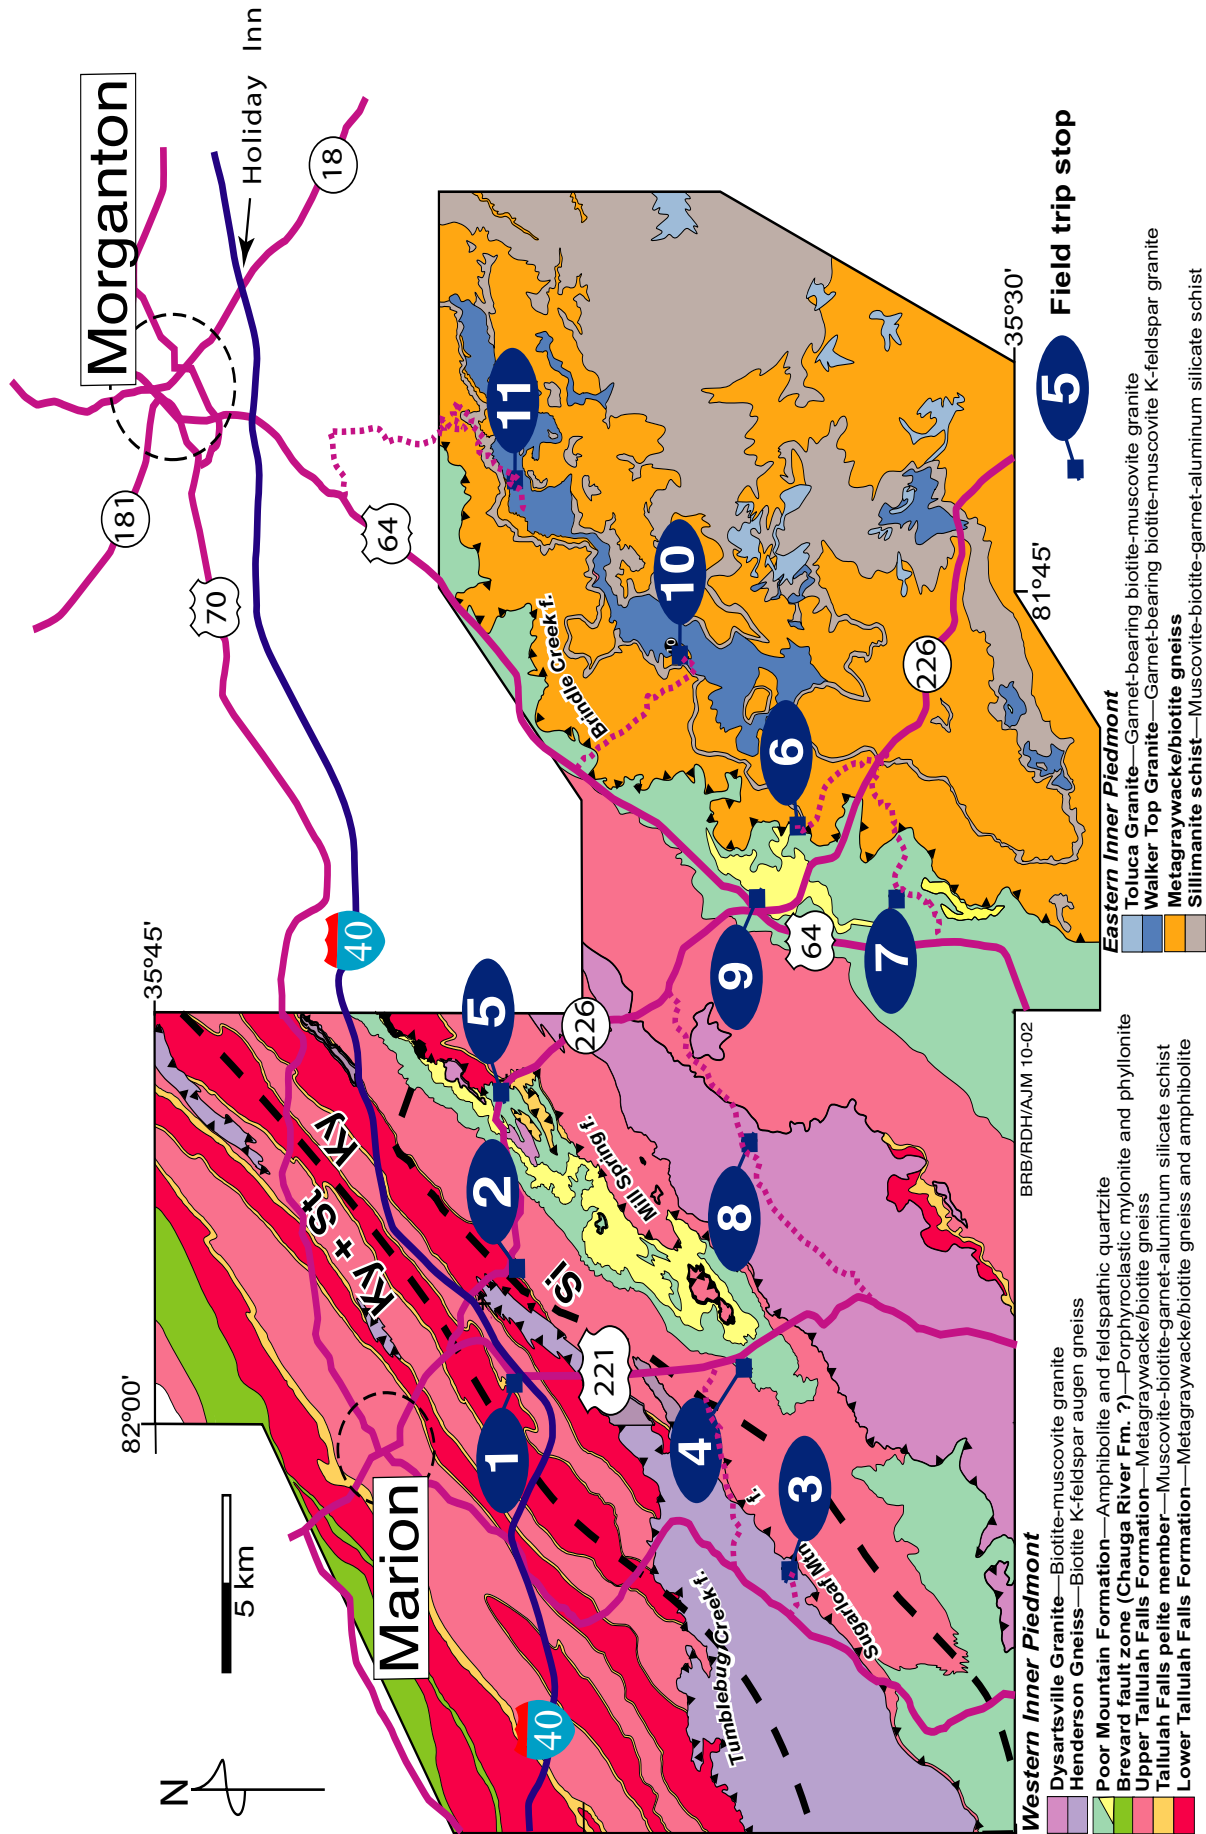 N
5 km
Marion
Morganton
Holiday Inn
18
181
70
64
40
40
226
226
221
64
82°00'
35°45'
35°30'
81°45'
Ky + St
Ky
Si
Tumblebug Creek f.
Sugarloaf Mtn f.
Mill Spring f.
Brindle Creek f.
1
2
3
4
5
6
7
8
9
10
11
5 Field trip stop
BRB/RDH/AJM 10-02
Western Inner Piedmont
Dysartsville Granite—Biotite-muscovite granite
Henderson Gneiss—Biotite K-feldspar augen gneiss
Poor Mountain Formation—Amphibolite and feldspathic quartzite
Brevard fault zone (Chauga River Fm. ?)—Porphyroclastic mylonite and phyllonite
Upper Tallulah Falls Formation—Metagraywacke/biotite gneiss
Tallulah Falls pelite member—Muscovite-biotite-garnet-aluminum silicate schist
Lower Tallulah Falls Formation—Metagraywacke/biotite gneiss and amphibolite
Eastern Inner Piedmont
Toluca Granite—Garnet-bearing biotite-muscovite granite
Walker Top Granite—Garnet-bearing biotite-muscovite K-feldspar granite
Metagraywacke/biotite gneiss
Sillimanite schist—Muscovite-biotite-garnet-aluminum silicate schist